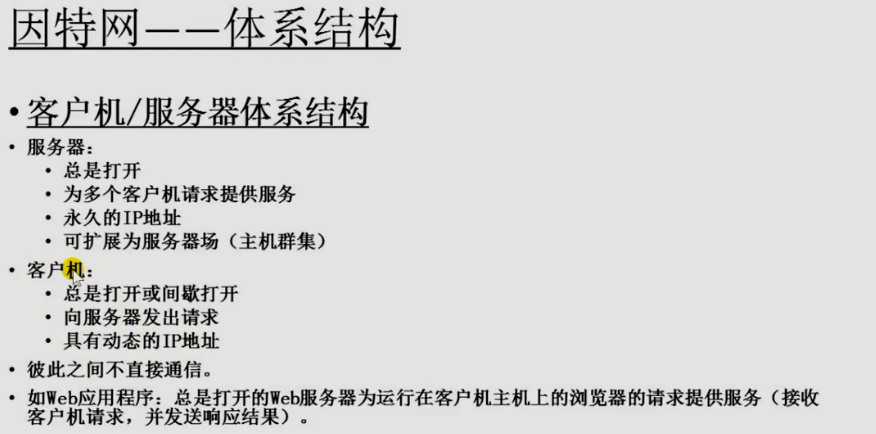 因特网——体系结构
•客户机/服务器体系结构
• 服务器：
• 总是打开
• 为多个客户机请求提供服务
• 永久的IP地址
• 可扩展为服务器场（主机群集）
• 客户机：
• 总是打开或间歇打开
• 向服务器发出请求
• 具有动态的IP地址
• 彼此之间不直接通信。
• 如Web应用程序：总是打开的Web服务器为运行在客户机主机上的浏览器的请求提供服务（接收
客户机请求，并发送响应结果）。